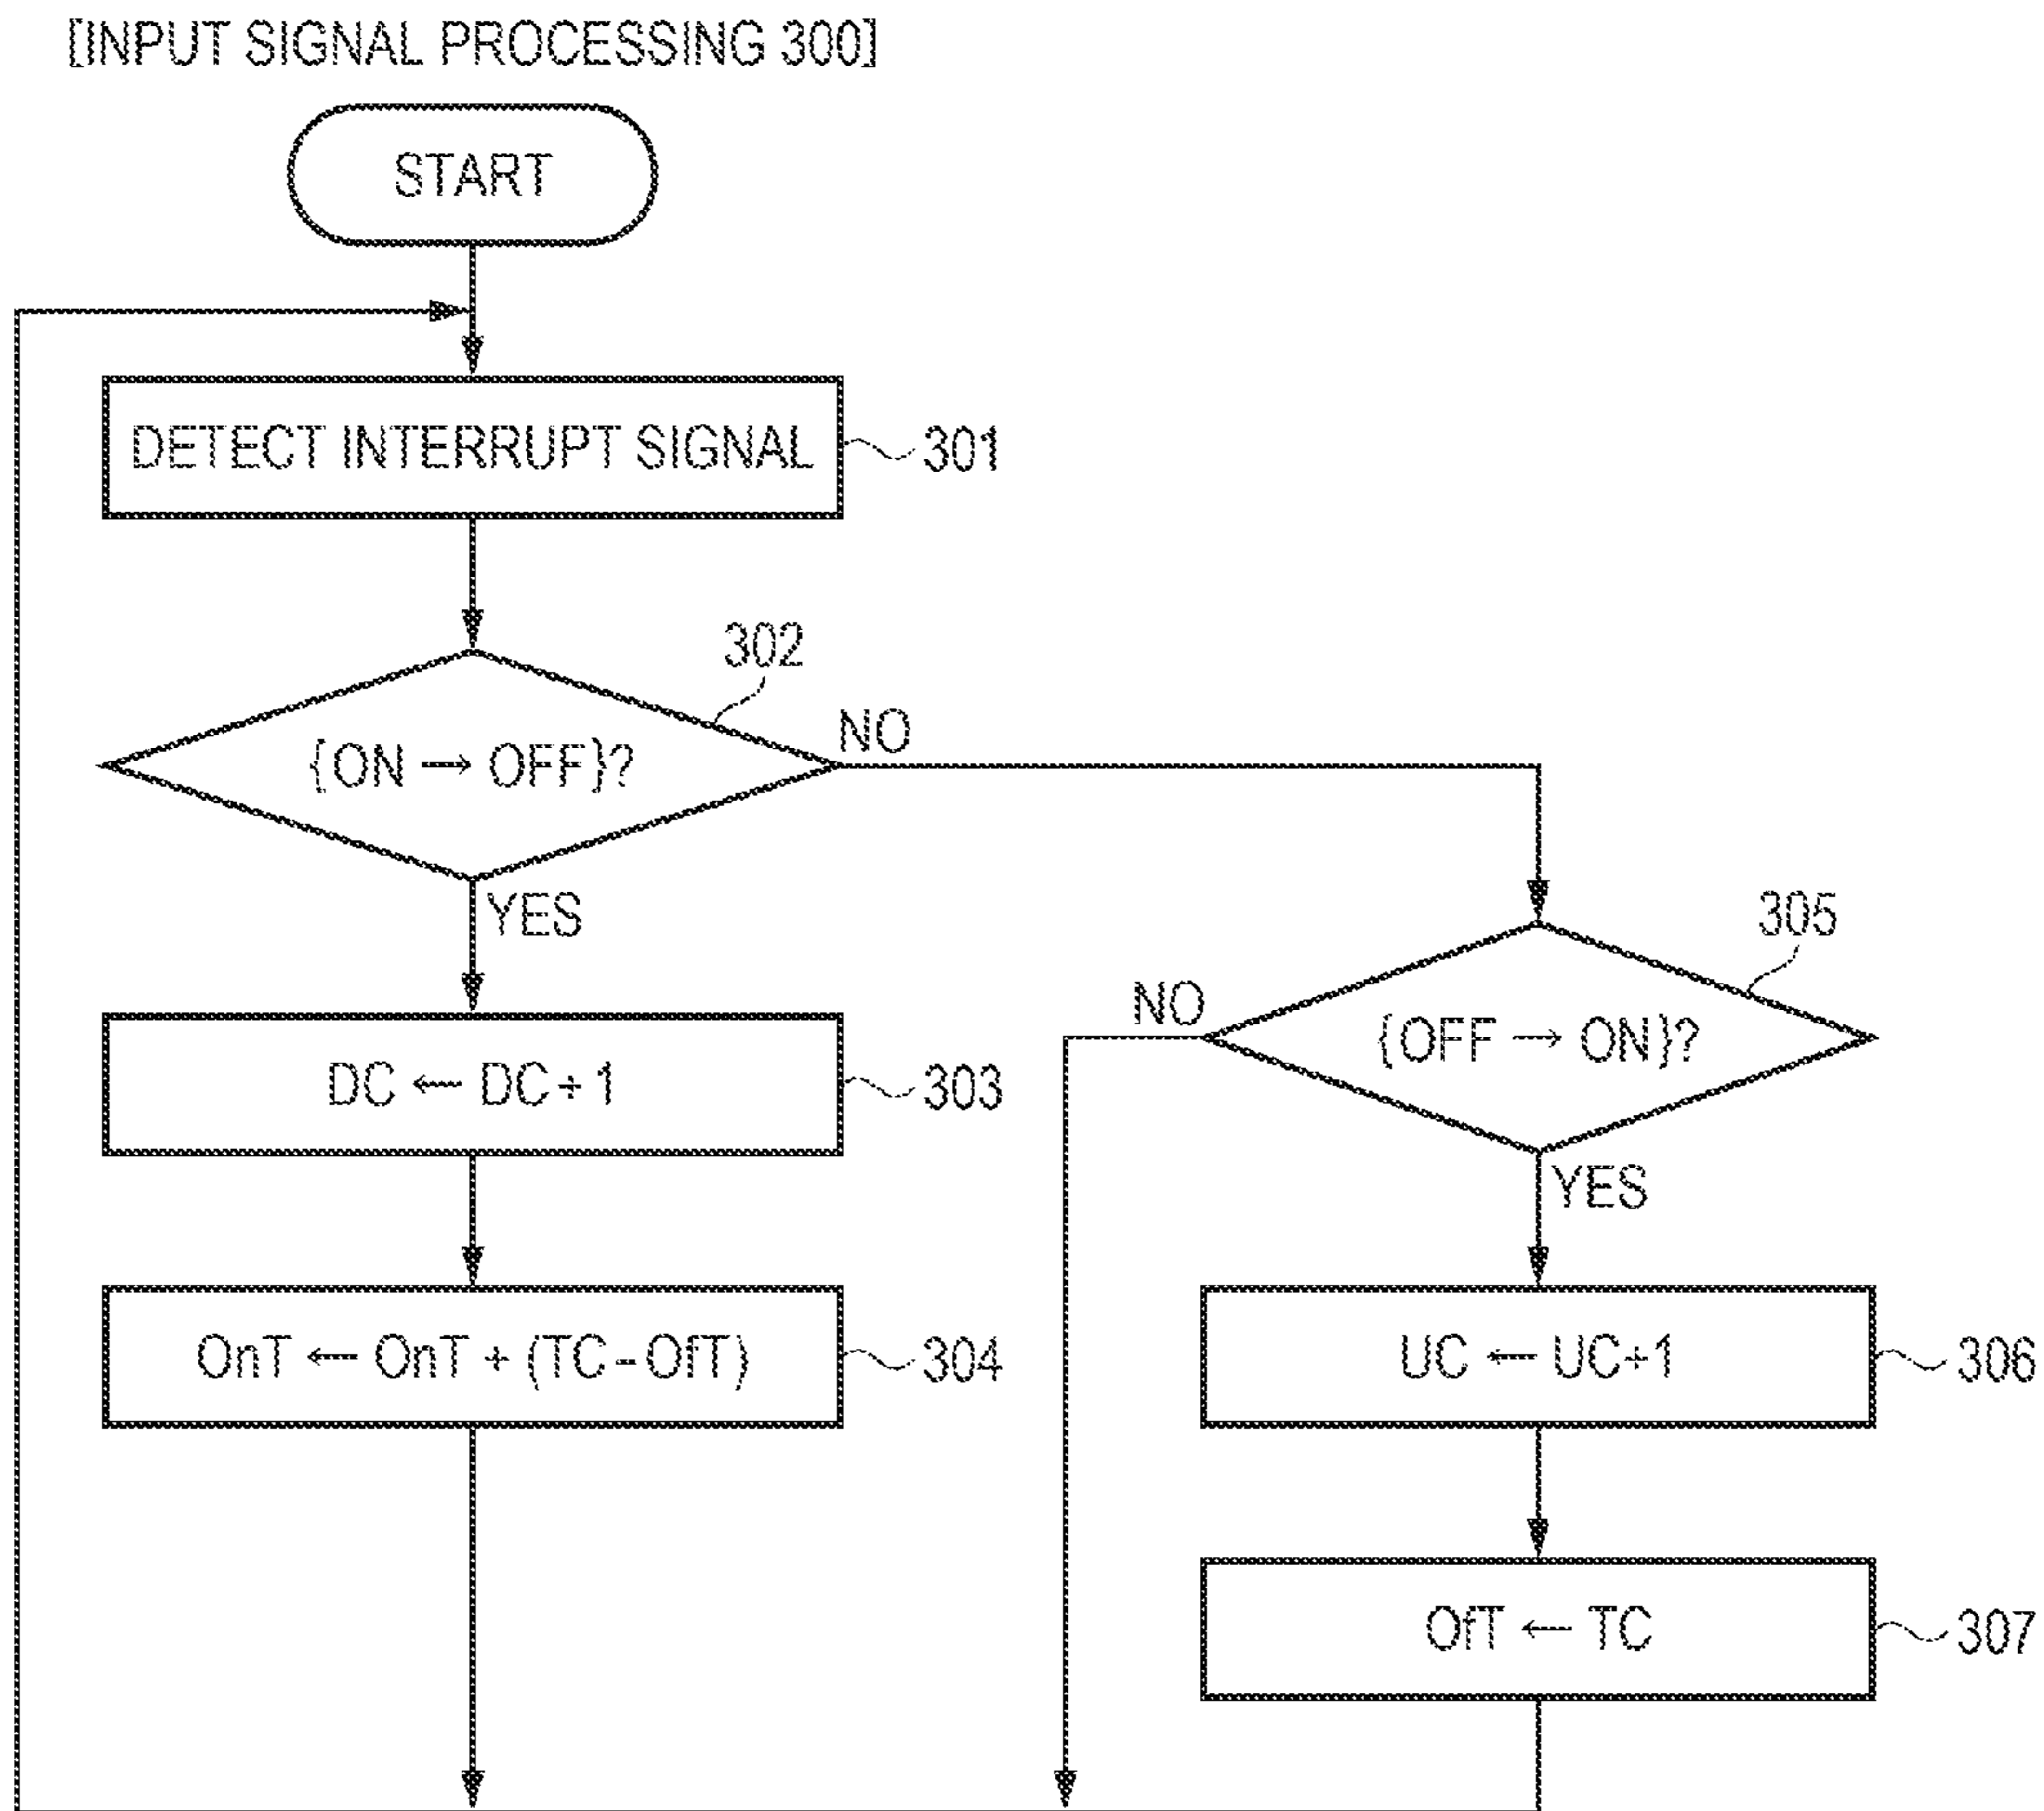 [INPUT SIGNAL PROCESSING 300]
START
DETECT INTERRUPT SIGNAL
301
302
{ON → OFF}?
NO
YES
DC ← DC + 1
303
OnT ← OnT + (TC - OfT)
304
305
NO
{OFF → ON}?
YES
UC ← UC+1
306
OfT ← TC
307